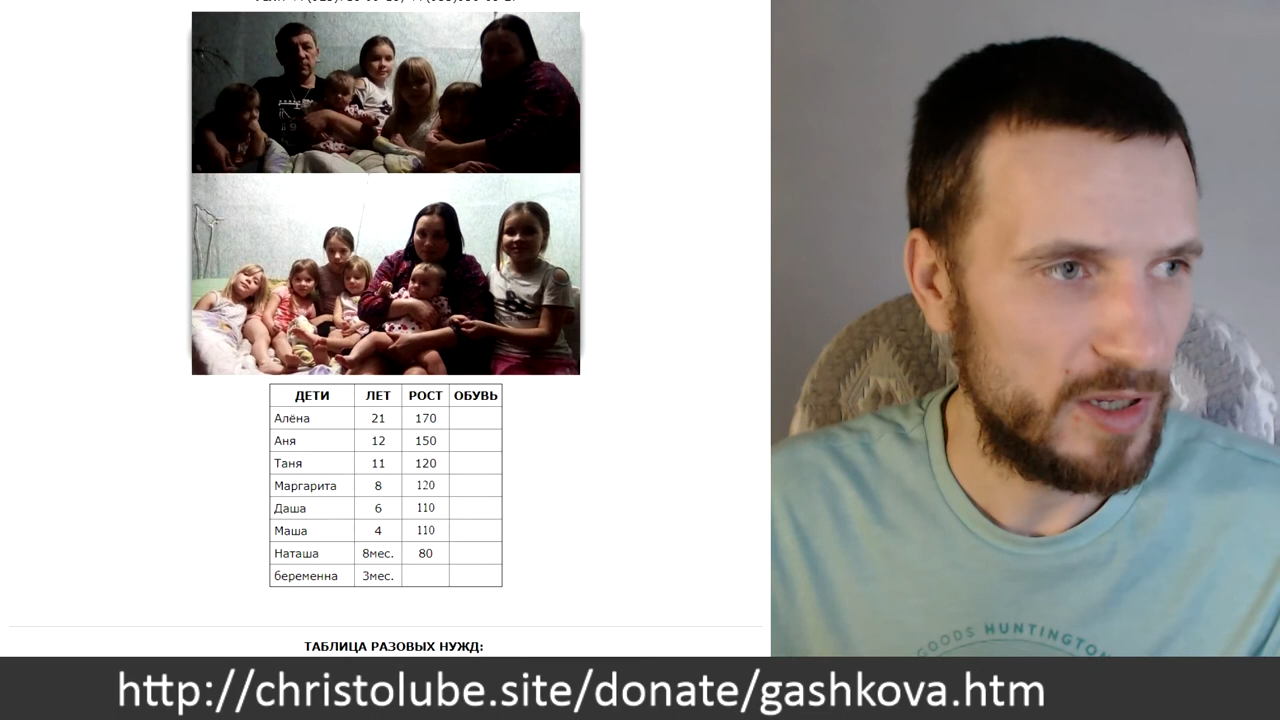 ДЕТИ ЛЕТ РОСТ ОБУВЬ
Алёна 21 170
Аня 12 150
Таня 11 120
Маргарита 8 120
Даша 6 110
Маша 4 110
Наташа 8мес. 80
беременна 3мес.
ТАБЛИЦА РАЗОВЫХ НУЖД:
GOODS HUNTINGTON
http://christolube.site/donate/gashkova.htm